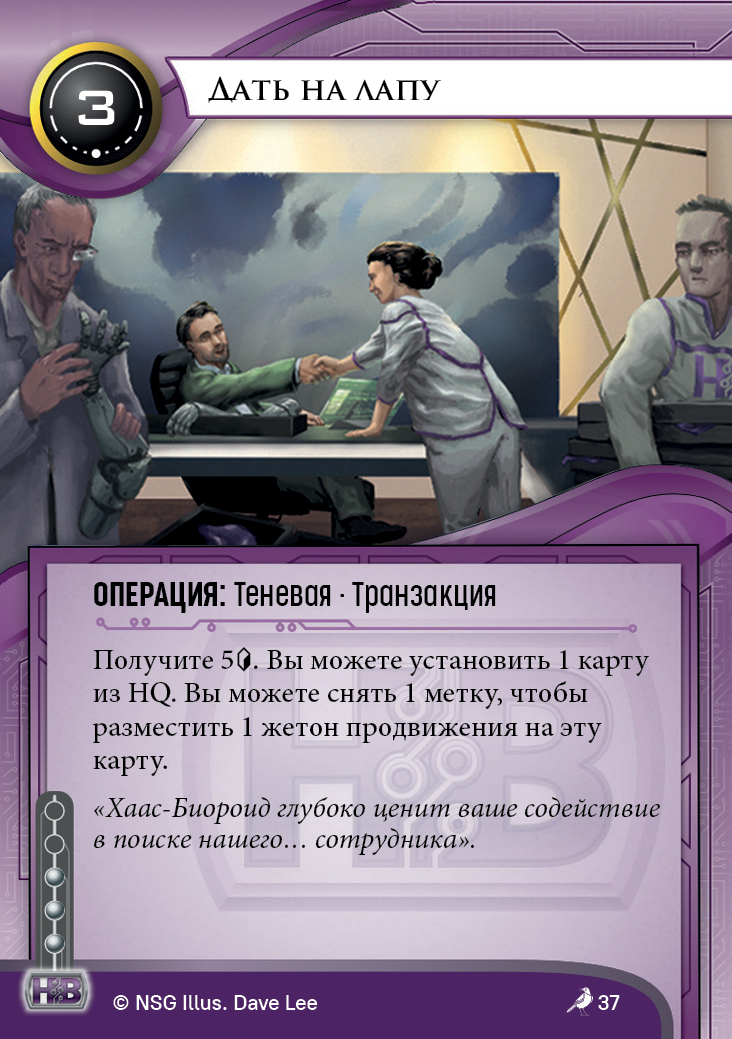 3
Дать на лапу
ОПЕРАЦИЯ: Теневая · Транзакция
Получите 5. Вы можете установить 1 карту
из HQ. Вы можете снять 1 метку, чтобы
разместить 1 жетон продвижения на эту
карту.
«Хаас-Биороид глубоко ценит ваше содействие
в поиске нашего… сотрудника».
HB
© NSG Illus. Dave Lee
37